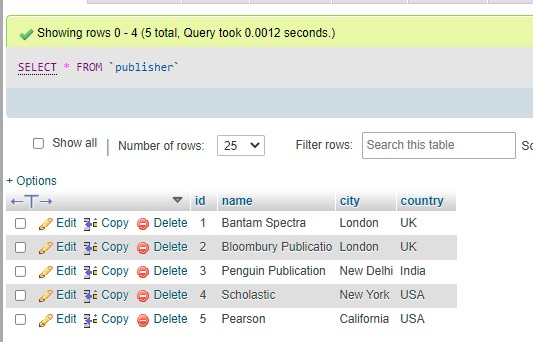 Showing rows 0 - 4 (5 total, Query took 0.0012 seconds.)
SELECT * FROM `publisher`
Show all | Number of rows: 25 Filter rows: Search this table
+ Options
←T→ id name city country
Edit Copy Delete 1 Bantam Spectra London UK
Edit Copy Delete 2 Bloombury Publicatio London UK
Edit Copy Delete 3 Penguin Publication New Delhi India
Edit Copy Delete 4 Scholastic New York USA
Edit Copy Delete 5 Pearson California USA